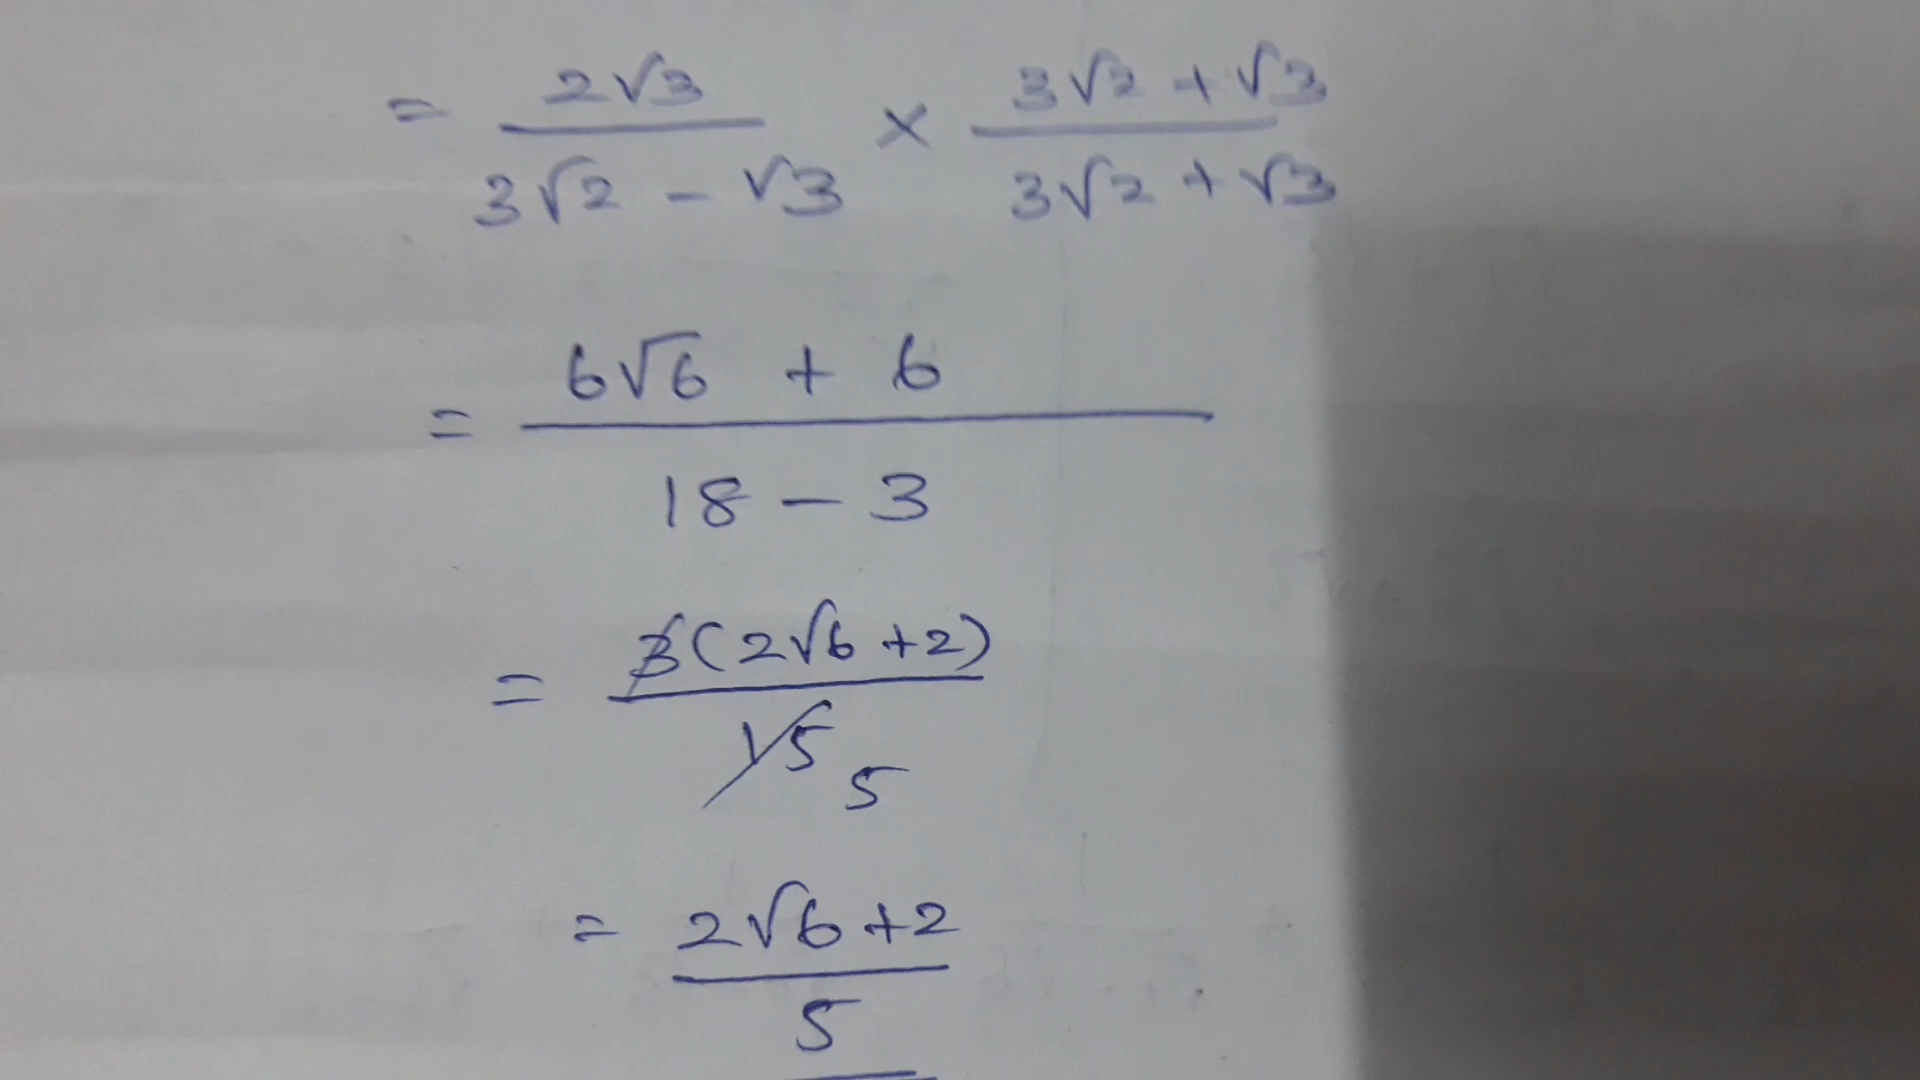 = 2√3 / 3√2 - √3 × 3√2 + √3 / 3√2 + √3
= 6√6 + 6 / 18 - 3
= 3(2√6 + 2) / 15 5
= 2√6 + 2 / 5